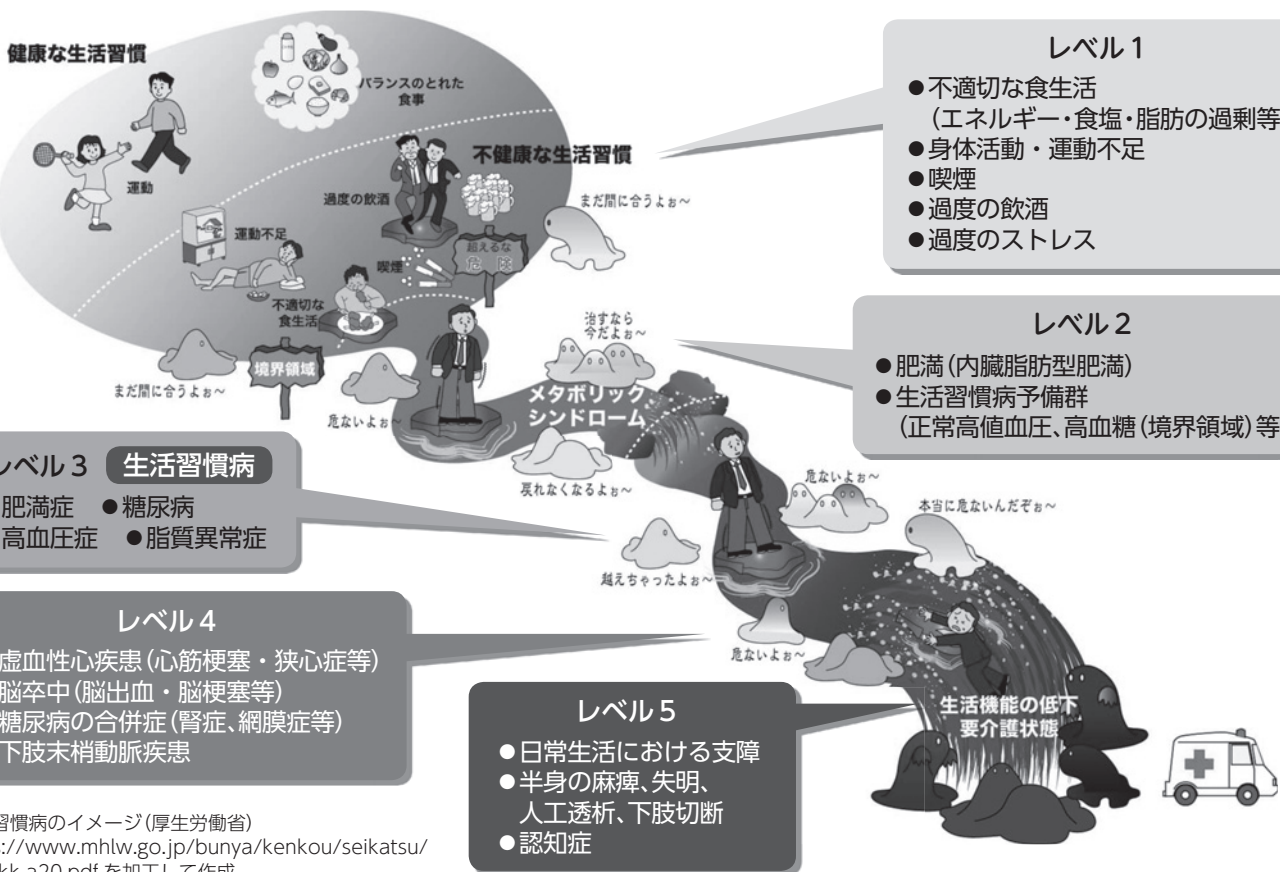 健康な生活習慣
バランスのとれた
食事
運動
不健康な生活習慣
過度の飲酒
まだ間に合うよぉ~
運動不足
喫煙
超えるな
危険
不適切な
食生活
境界領域
まだ間に合うよぉ~
危ないよぉ~
治すなら
今だよぉ~
メタボリック
シンドローム
戻れなくなるよぉ~
危ないよぉ~
本当に危ないんだぞぉ~
越えちゃったよぉ~
危ないよぉ~
生活機能の低下
要介護状態
レベル1
●不適切な食生活
(エネルギー・食塩・脂肪の過剰等
●身体活動・運動不足
●喫煙
●過度の飲酒
●過度のストレス
レベル2
●肥満(内臓脂肪型肥満)
●生活習慣病予備群
(正常高値血圧、高血糖(境界領域)等
レベル3 生活習慣病
肥満症 ●糖尿病
高血圧症 ●脂質異常症
レベル4
虚血性心疾患(心筋梗塞・狭心症等)
脳卒中(脳出血・脳梗塞等)
糖尿病の合併症(腎症、網膜症等)
下肢末梢動脈疾患
レベル5
●日常生活における支障
●半身の麻痺、失明、
人工透析、下肢切断
●認知症
習慣病のイメージ(厚生労働省)
://www.mhlw.go.jp/bunya/kenkou/seikatsu/
kk-a20.pdf を加工して作成